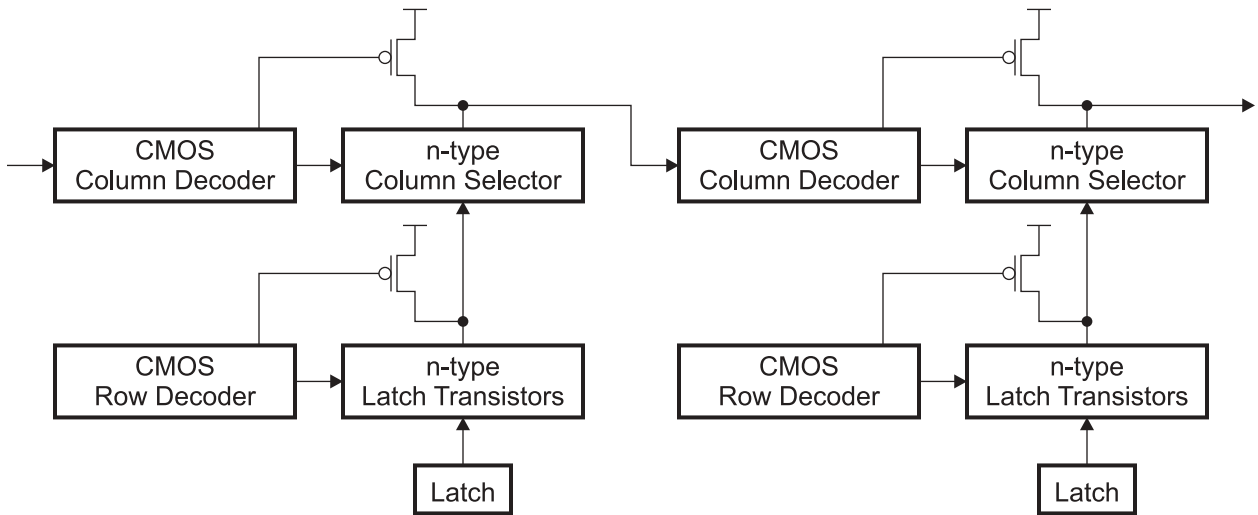 CMOS
Column Decoder
n-type
Column Selector
CMOS
Column Decoder
n-type
Column Selector
CMOS
Row Decoder
n-type
Latch Transistors
CMOS
Row Decoder
n-type
Latch Transistors
Latch
Latch